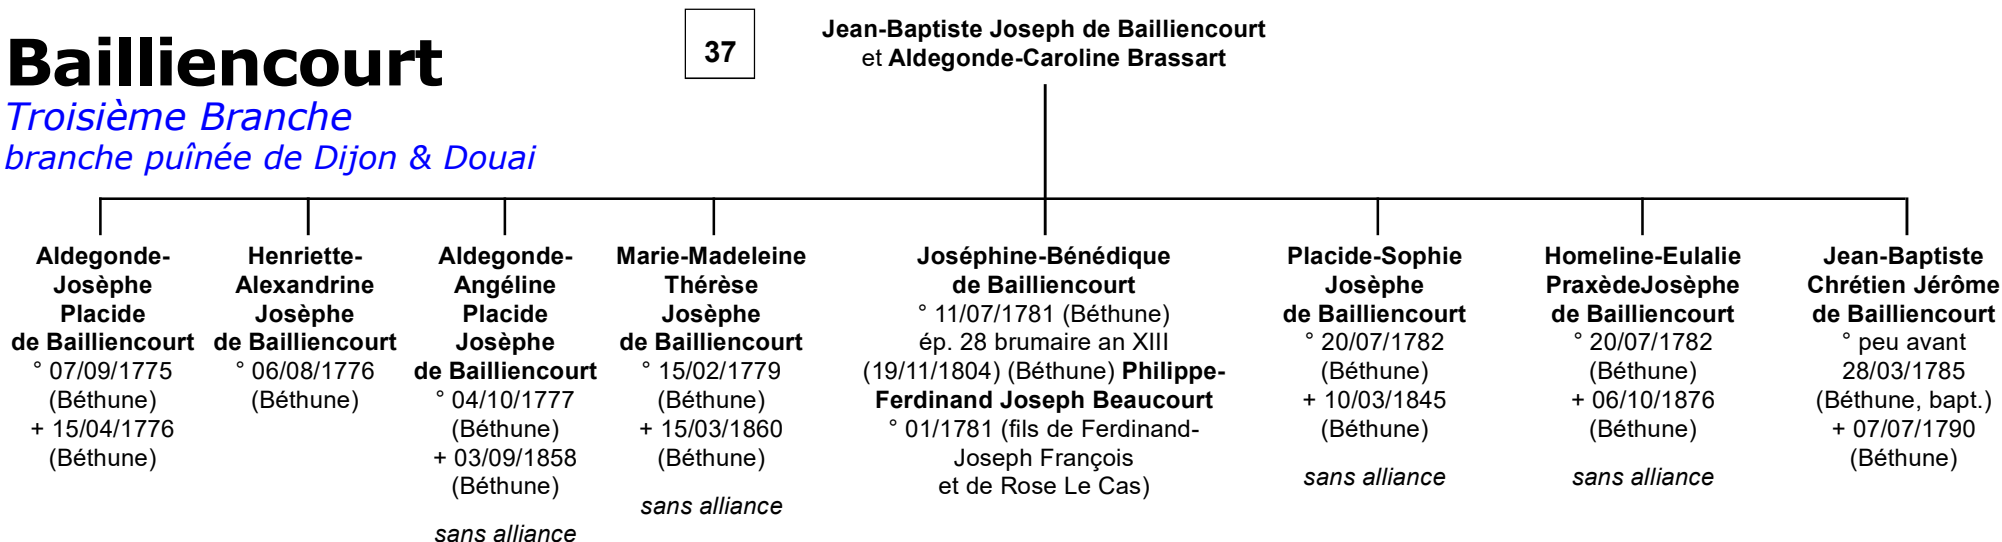 Bailliencourt
Troisième Branche
branche puînée de Dijon & Douai
37
Jean-Baptiste Joseph de Bailliencourt
et Aldegonde-Caroline Brassart
Aldegonde-
Josèphe
Placide
de Bailliencourt
° 07/09/1775
(Béthune)
+ 15/04/1776
(Béthune)
Henriette-
Alexandrine
Josèphe
de Bailliencourt
° 06/08/1776
(Béthune)
Aldegonde-
Angéline
Placide
Josèphe
de Bailliencourt
° 04/10/1777
(Béthune)
+ 03/09/1858
(Béthune)
sans alliance
Marie-Madeleine
Thérèse
Josèphe
de Bailliencourt
° 15/02/1779
(Béthune)
+ 15/03/1860
(Béthune)
sans alliance
Joséphine-Bénédique
de Bailliencourt
° 11/07/1781 (Béthune)
ép. 28 brumaire an XIII
(19/11/1804) (Béthune) Philippe-
Ferdinand Joseph Beaucourt
° 01/1781 (fils de Ferdinand-
Joseph François
et de Rose Le Cas)
Placide-Sophie
Josèphe
de Bailliencourt
° 20/07/1782
(Béthune)
+ 10/03/1845
(Béthune)
sans alliance
Homeline-Eulalie
PraxèdeJosèphe
de Bailliencourt
° 20/07/1782
(Béthune)
+ 06/10/1876
(Béthune)
sans alliance
Jean-Baptiste
Chrétien Jérôme
de Bailliencourt
° peu avant
28/03/1785
(Béthune, bapt.)
+ 07/07/1790
(Béthune)